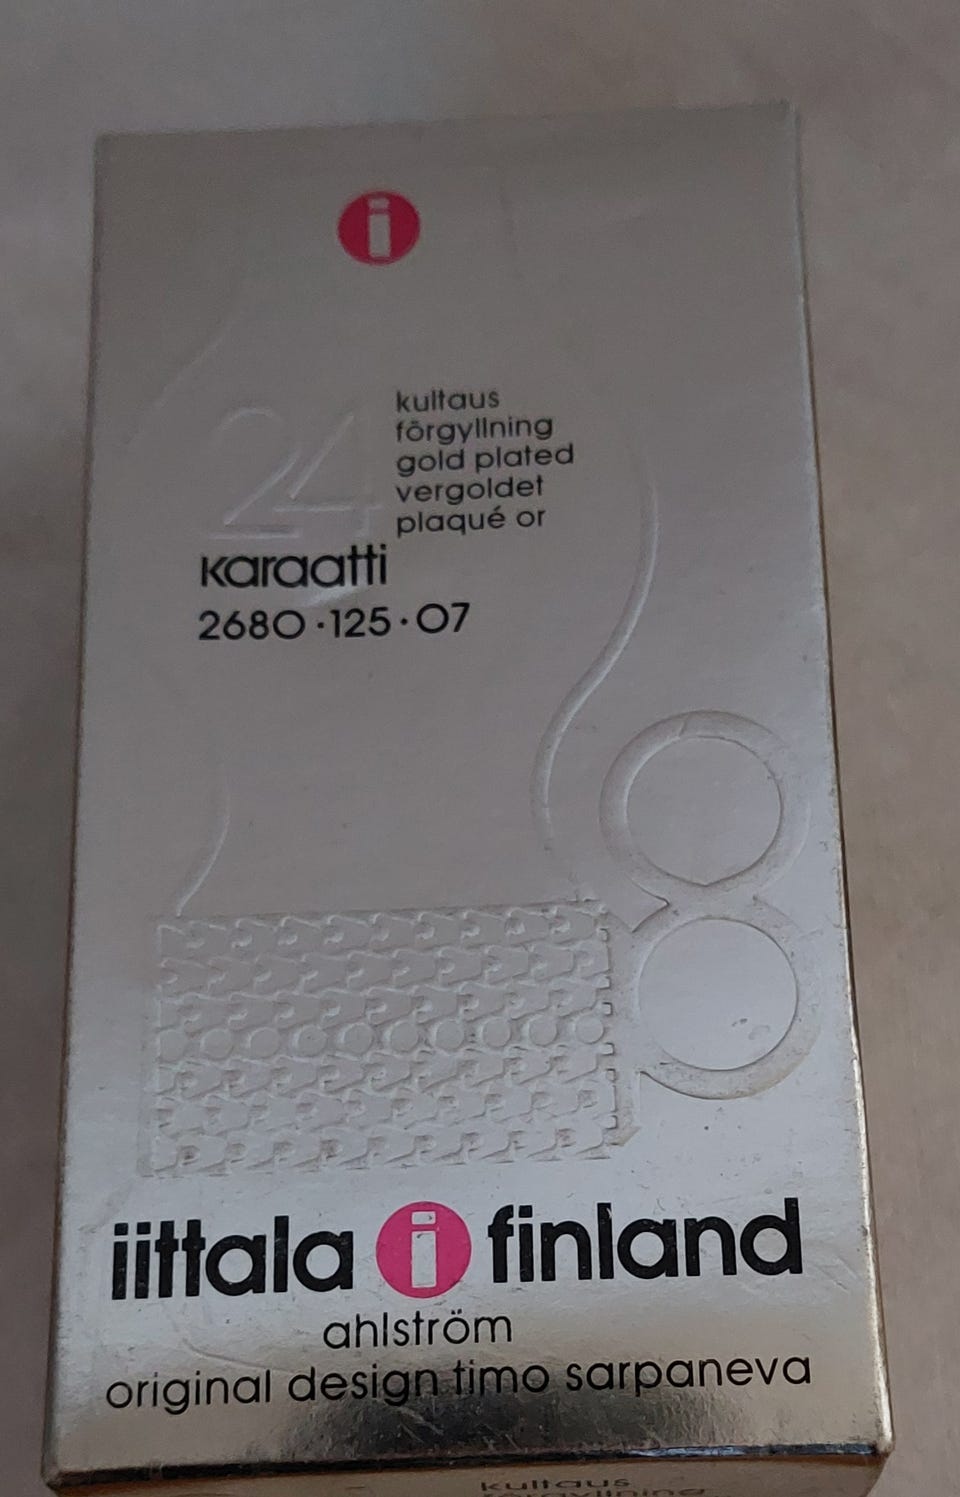 i
24
kultaus
förgyllning
gold plated
vergoldet
plaqué or
karaatti
2680·125·07
iittala i finland
ahlström
original design timo sarpaneva
kultaus
förgyllning